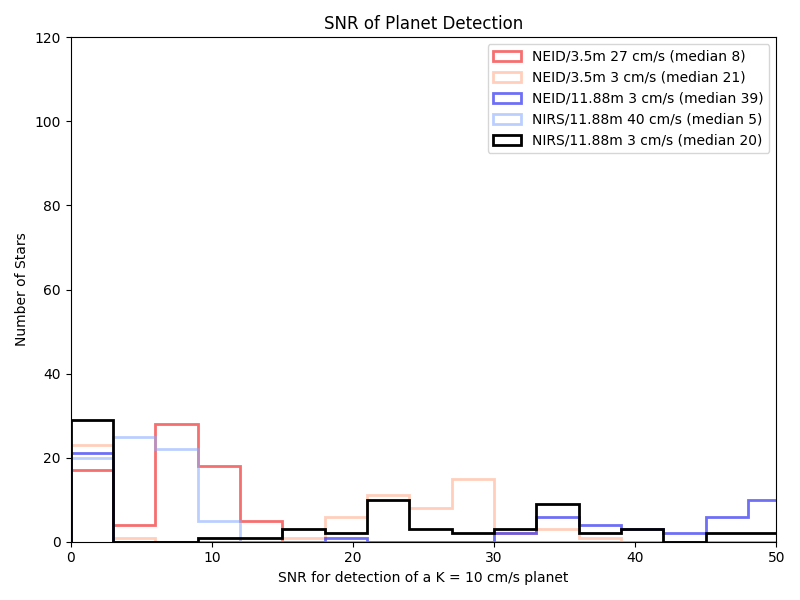 SNR of Planet Detection
120
100
80
60
40
20
0
Number of Stars
NEID/3.5m 27 cm/s (median 8)
NEID/3.5m 3 cm/s (median 21)
NEID/11.88m 3 cm/s (median 39)
NIRS/11.88m 40 cm/s (median 5)
NIRS/11.88m 3 cm/s (median 20)
0 10 20 30 40 50
SNR for detection of a K = 10 cm/s planet